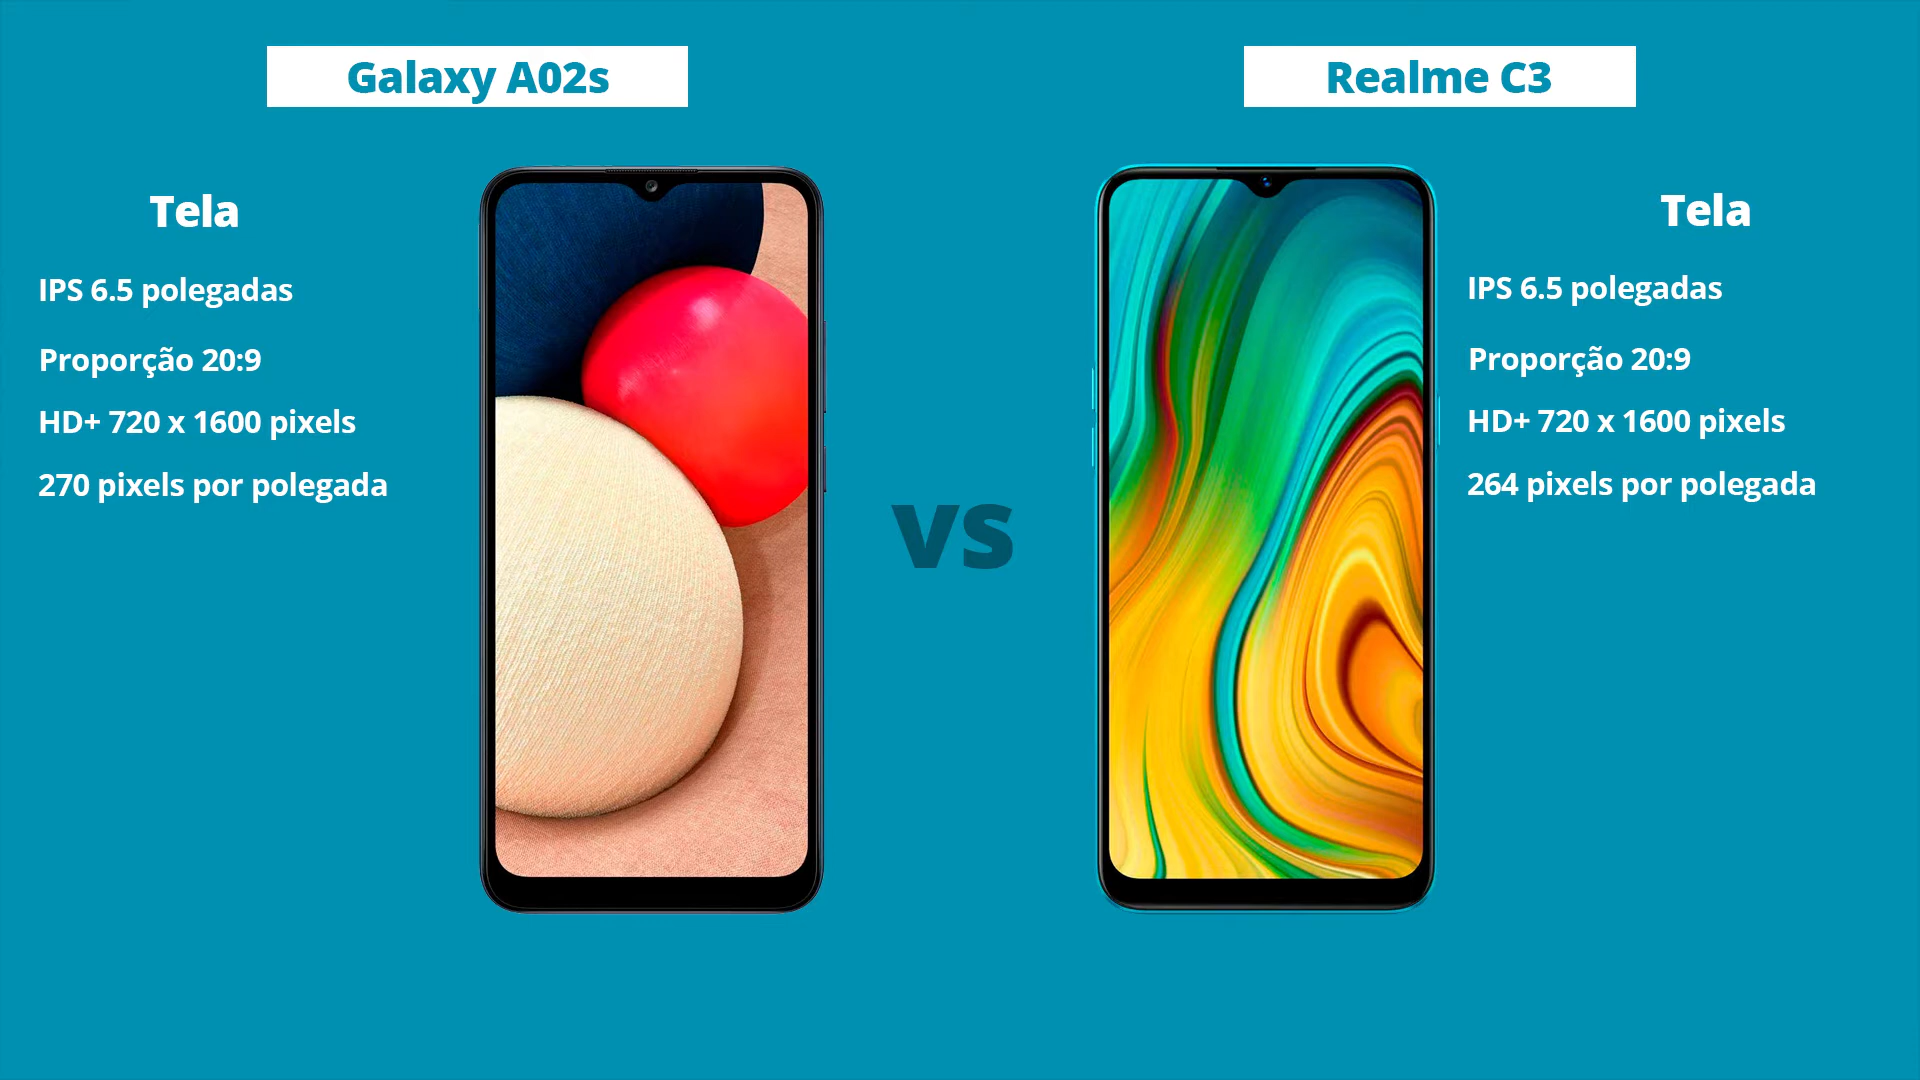 Galaxy A02s
Tela
IPS 6.5 polegadas
Proporção 20:9
HD+ 720 x 1600 pixels
270 pixels por polegada
vs
Realme C3
Tela
IPS 6.5 polegadas
Proporção 20:9
HD+ 720 x 1600 pixels
264 pixels por polegada